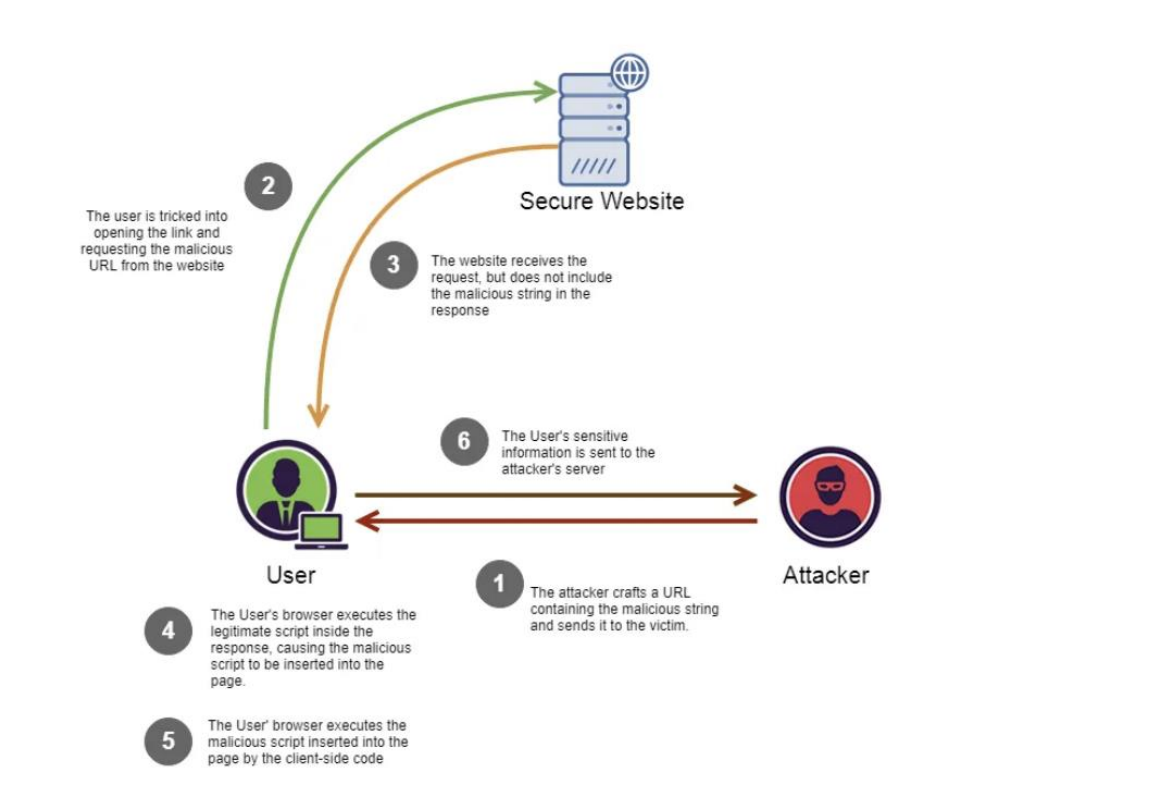 2
The user is tricked into
opening the link and
requesting the malicious
URL from the website
Secure Website
3
The website receives the
request, but does not include
the malicious string in the
response
6
The User's sensitive
information is sent to the
attacker's server
User
Attacker
1
The attacker crafts a URL
containing the malicious string
and sends it to the victim.
4
The User's browser executes the
legitimate script inside the
response, causing the malicious
script to be inserted into the
page.
5
The User' browser executes the
malicious script inserted into the
page by the client-side code